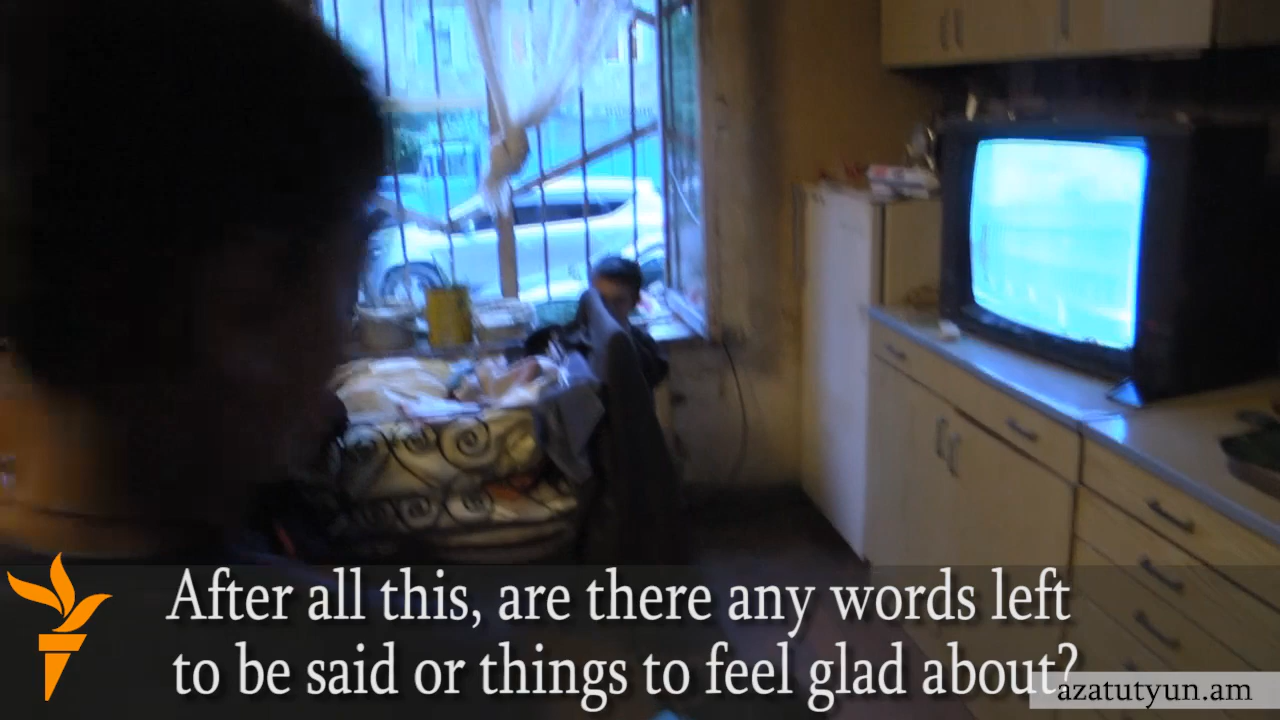 After all this, are there any words left
to be said or things to feel glad about?
azatutyun.am